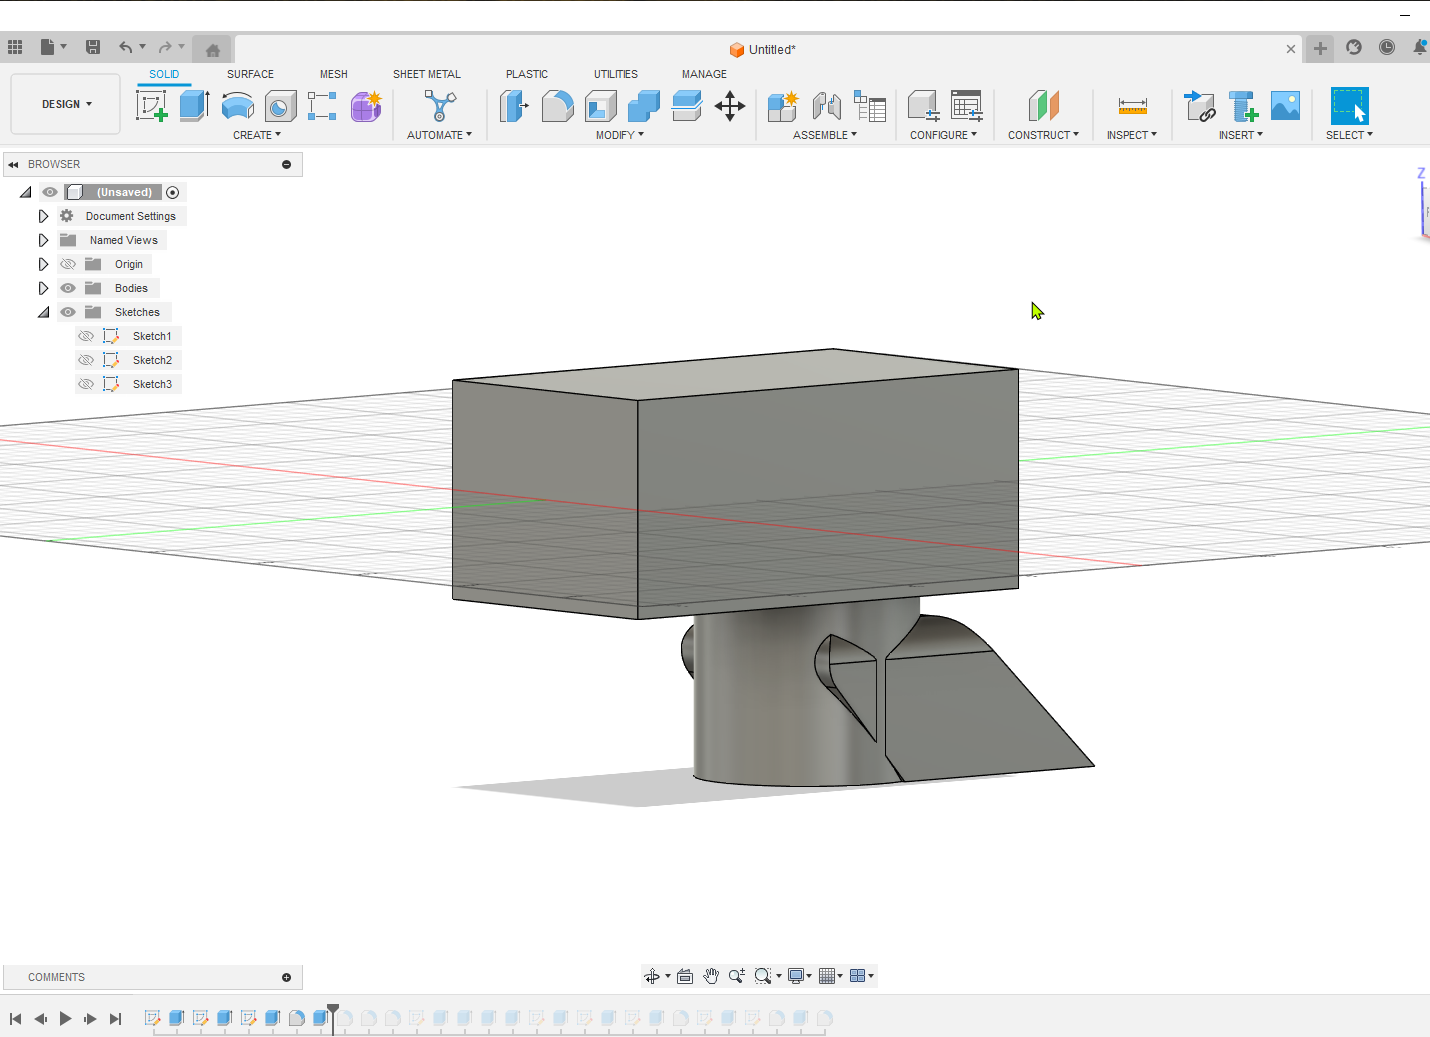 Untitled*
DESIGN
SOLID
SURFACE
MESH
SHEET METAL
PLASTIC
UTILITIES
MANAGE
CREATE
AUTOMATE
MODIFY
ASSEMBLE
CONFIGURE
CONSTRUCT
INSPECT
INSERT
SELECT
BROWSER
(Unsaved)
Document Settings
Named Views
Origin
Bodies
Sketches
Sketch1
Sketch2
Sketch3
Z
COMMENTS